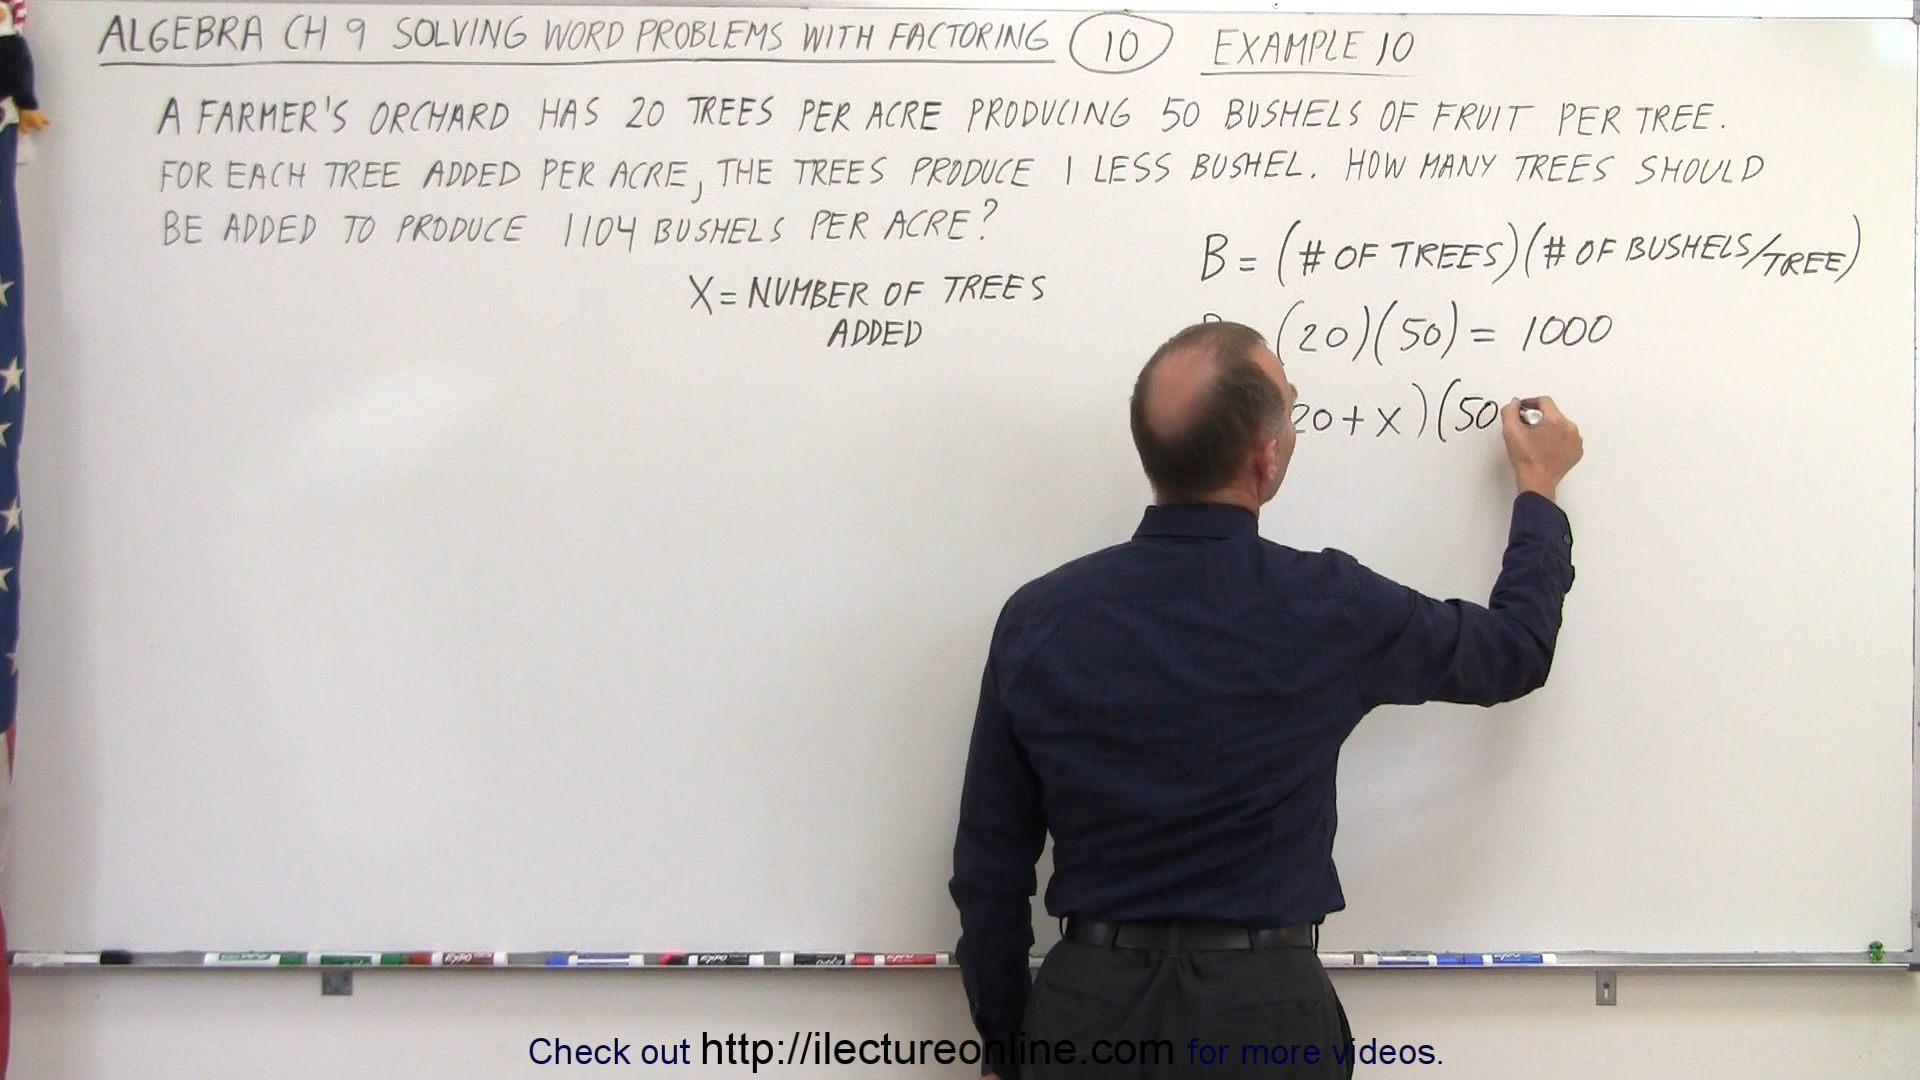 ALGEBRA CH 9 SOLVING WORD PROBLEMS WITH FACTORING 10 EXAMPLE 10
A FARMER'S ORCHARD HAS 20 TREES PER ACRE PRODUCING 50 BUSHELS OF FRUIT PER TREE.
FOR EACH TREE ADDED PER ACRE, THE TREES PRODUCE 1 LESS BUSHEL. HOW MANY TREES SHOULD
BE ADDED TO PRODUCE 1104 BUSHELS PER ACRE?
X = NUMBER OF TREES
ADDED
B = (# OF TREES)(# OF BUSHELS/TREE)
(20)(50) = 1000
20 + X)(50
Check out http://ilectureonline.com for more videos.